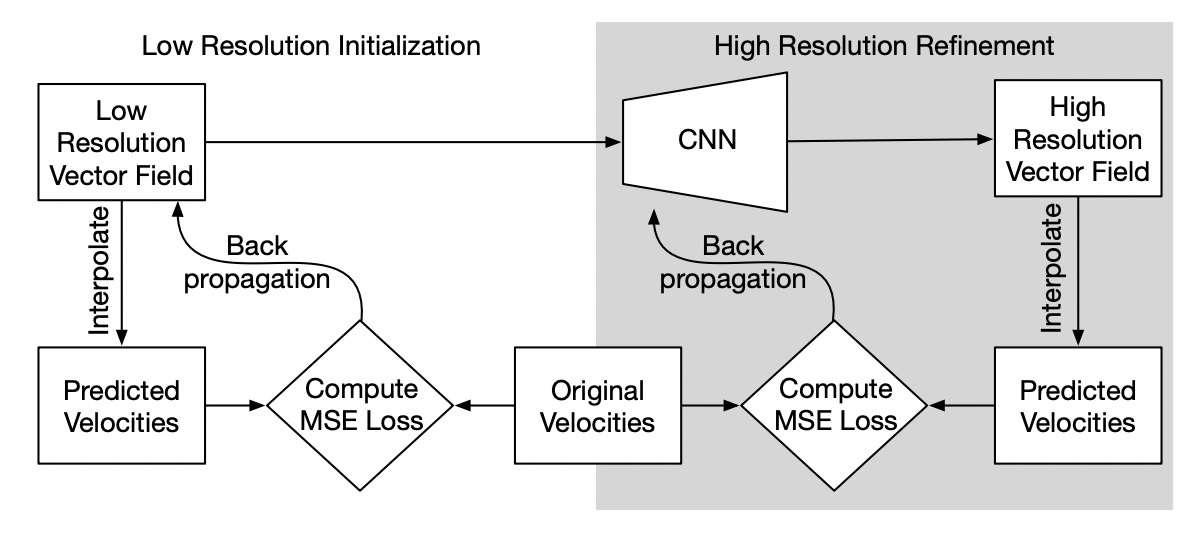 Low Resolution Initialization
High Resolution Refinement
Low
Resolution
Vector Field
CNN
High
Resolution
Vector Field
Interpolate
Back
propagation
Back
propagation
Interpolate
Predicted
Velocities
Compute
MSE Loss
Original
Velocities
Compute
MSE Loss
Predicted
Velocities